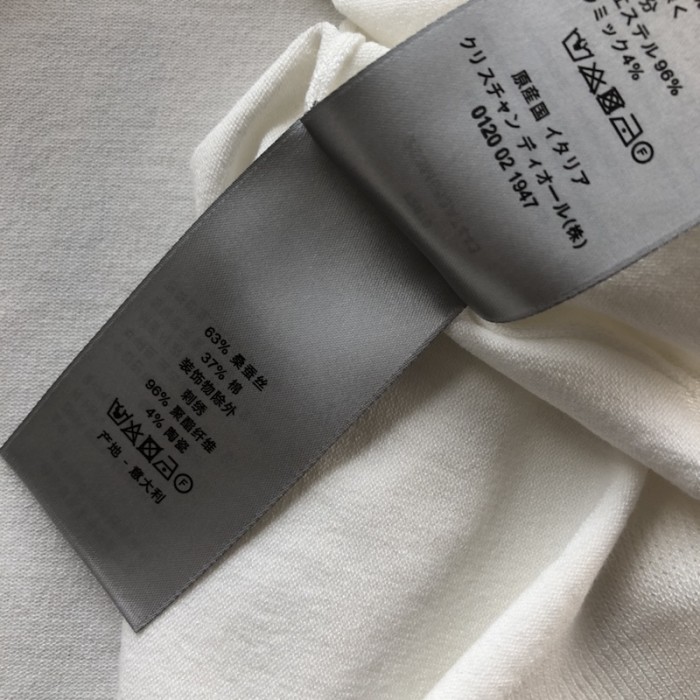 63% 桑蚕丝
37% 棉
装饰物除外
刺绣
96% 聚酯纤维
4% 陶瓷
F
产地 - 意大利
エステル 96%
ミック4%
F
原産国 イタリア
クリスチャン ディオール(株)
0120 02 1947